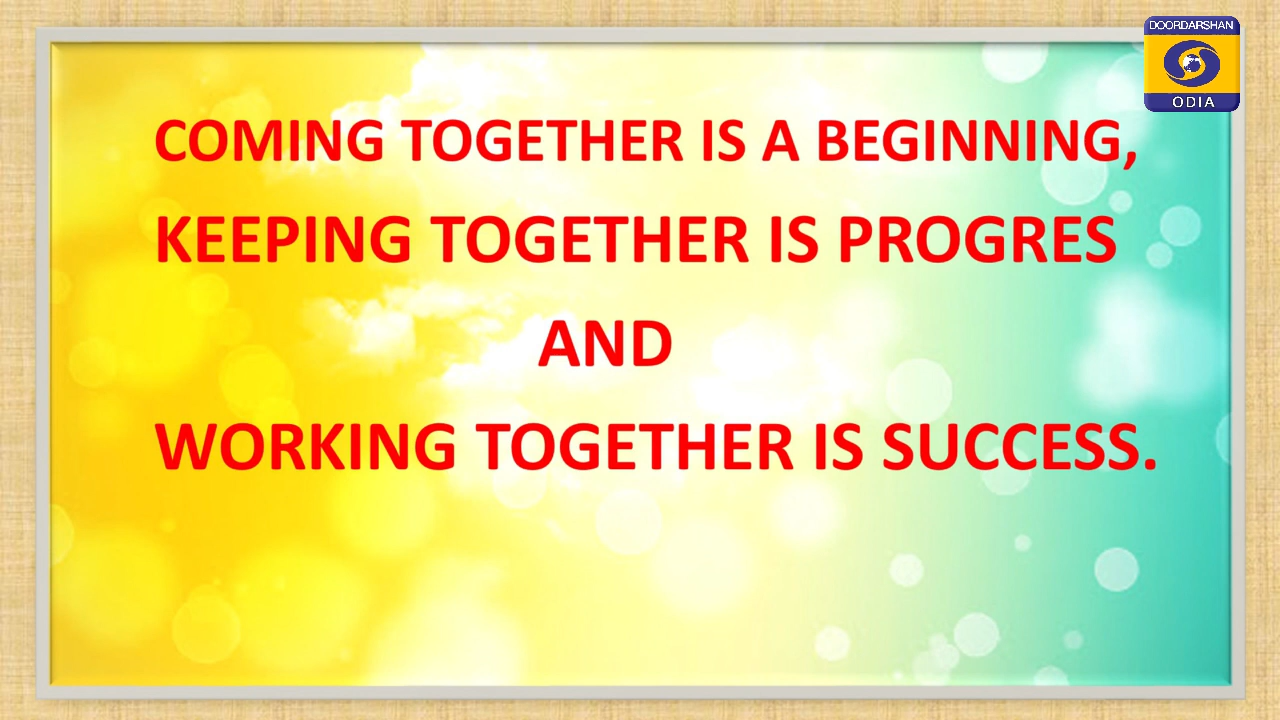 DOORDARSHAN
ODIA
COMING TOGETHER IS A BEGINNING,
KEEPING TOGETHER IS PROGRES
AND
WORKING TOGETHER IS SUCCESS.